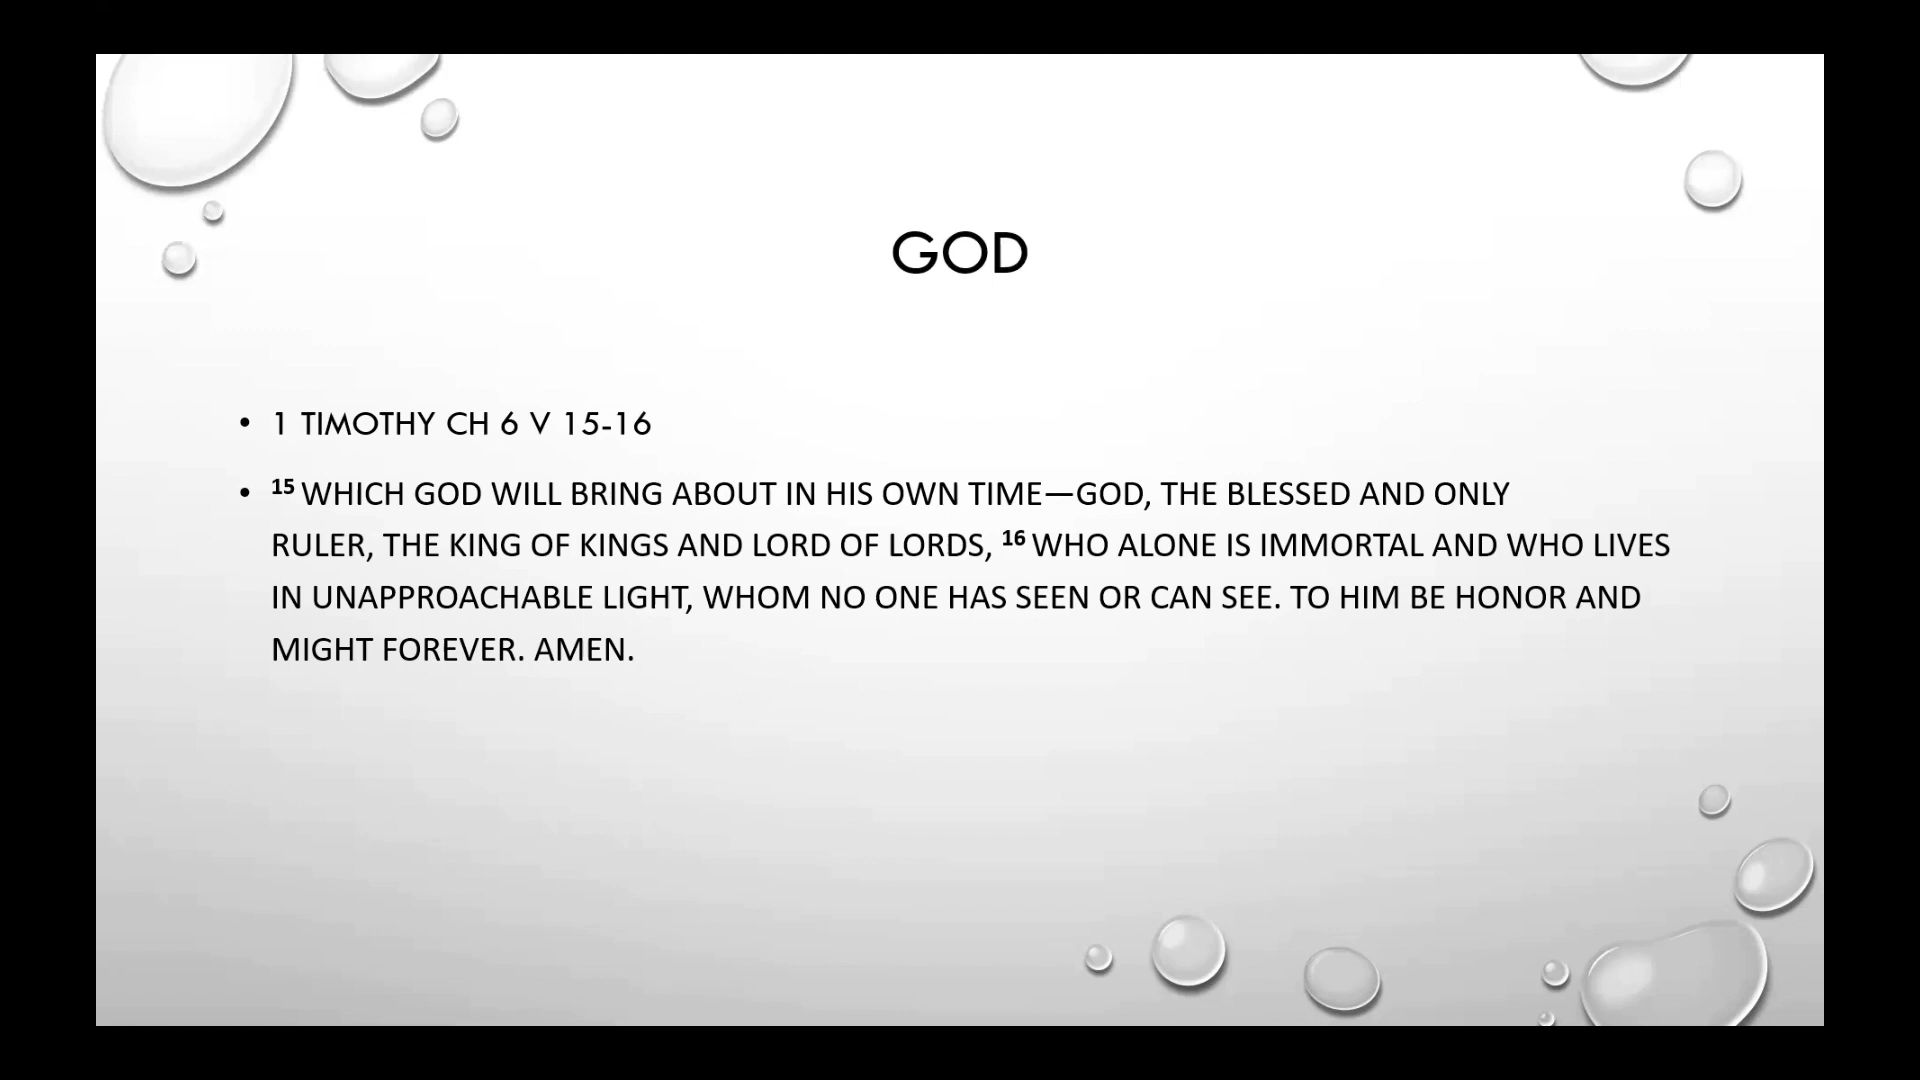 GOD
• 1 TIMOTHY CH 6 V 15-16
• 15 WHICH GOD WILL BRING ABOUT IN HIS OWN TIME—GOD, THE BLESSED AND ONLY
RULER, THE KING OF KINGS AND LORD OF LORDS, 16 WHO ALONE IS IMMORTAL AND WHO LIVES
IN UNAPPROACHABLE LIGHT, WHOM NO ONE HAS SEEN OR CAN SEE. TO HIM BE HONOR AND
MIGHT FOREVER. AMEN.